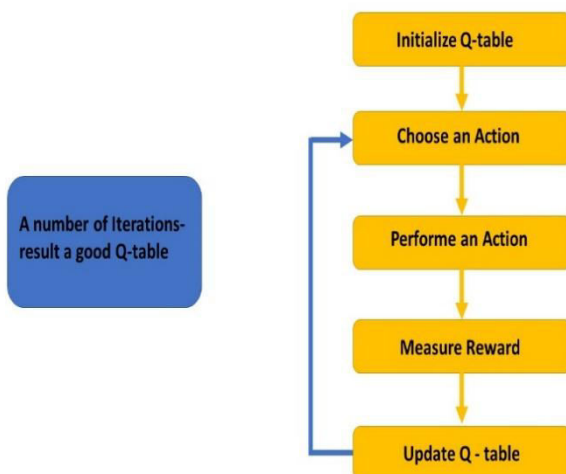 Initialize Q-table
Choose an Action
A number of Iterations-
result a good Q-table
Performe an Action
Measure Reward
Update Q - table